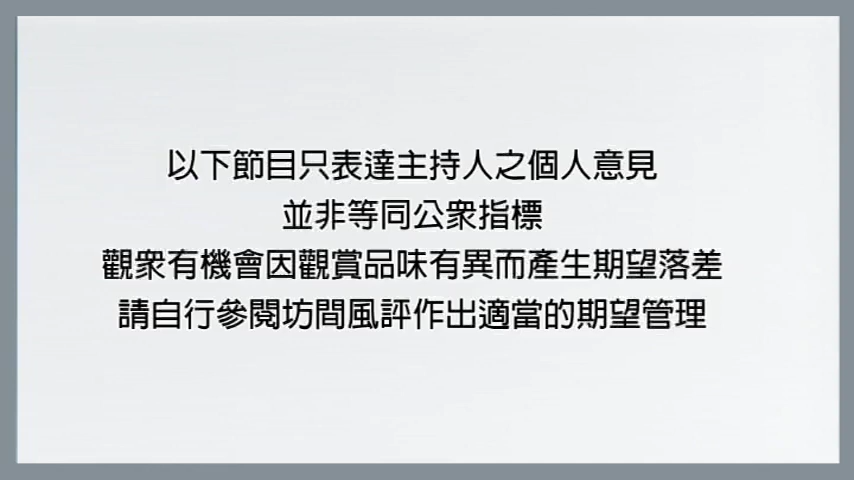 以下節目只表達主持人之個人意見
並非等同公眾指標
觀眾有機會因觀賞品味有異而產生期望落差
請自行參閱坊間風評作出適當的期望管理